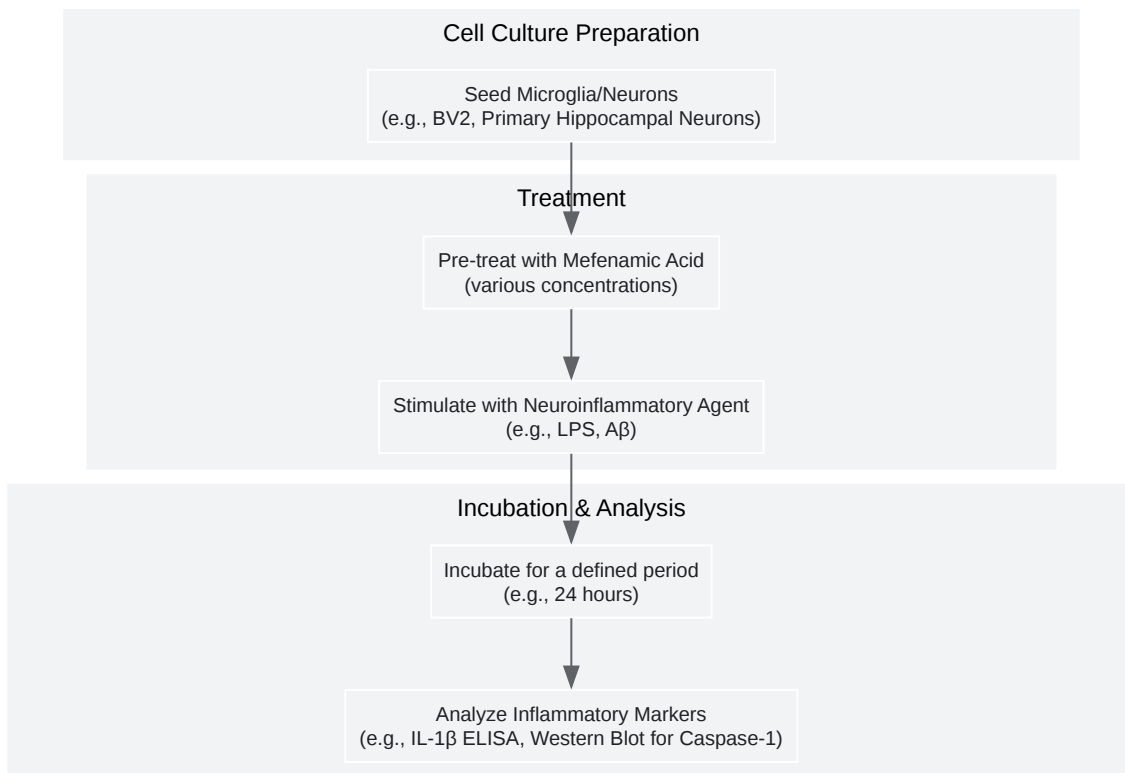 Cell Culture Preparation
Seed Microglia/Neurons
(e.g., BV2, Primary Hippocampal Neurons)
Treatment
Pre-treat with Mefenamic Acid
(various concentrations)
Stimulate with Neuroinflammatory Agent
(e.g., LPS, Aβ)
Incubation & Analysis
Incubate for a defined period
(e.g., 24 hours)
Analyze Inflammatory Markers
(e.g., IL-1β ELISA, Western Blot for Caspase-1)